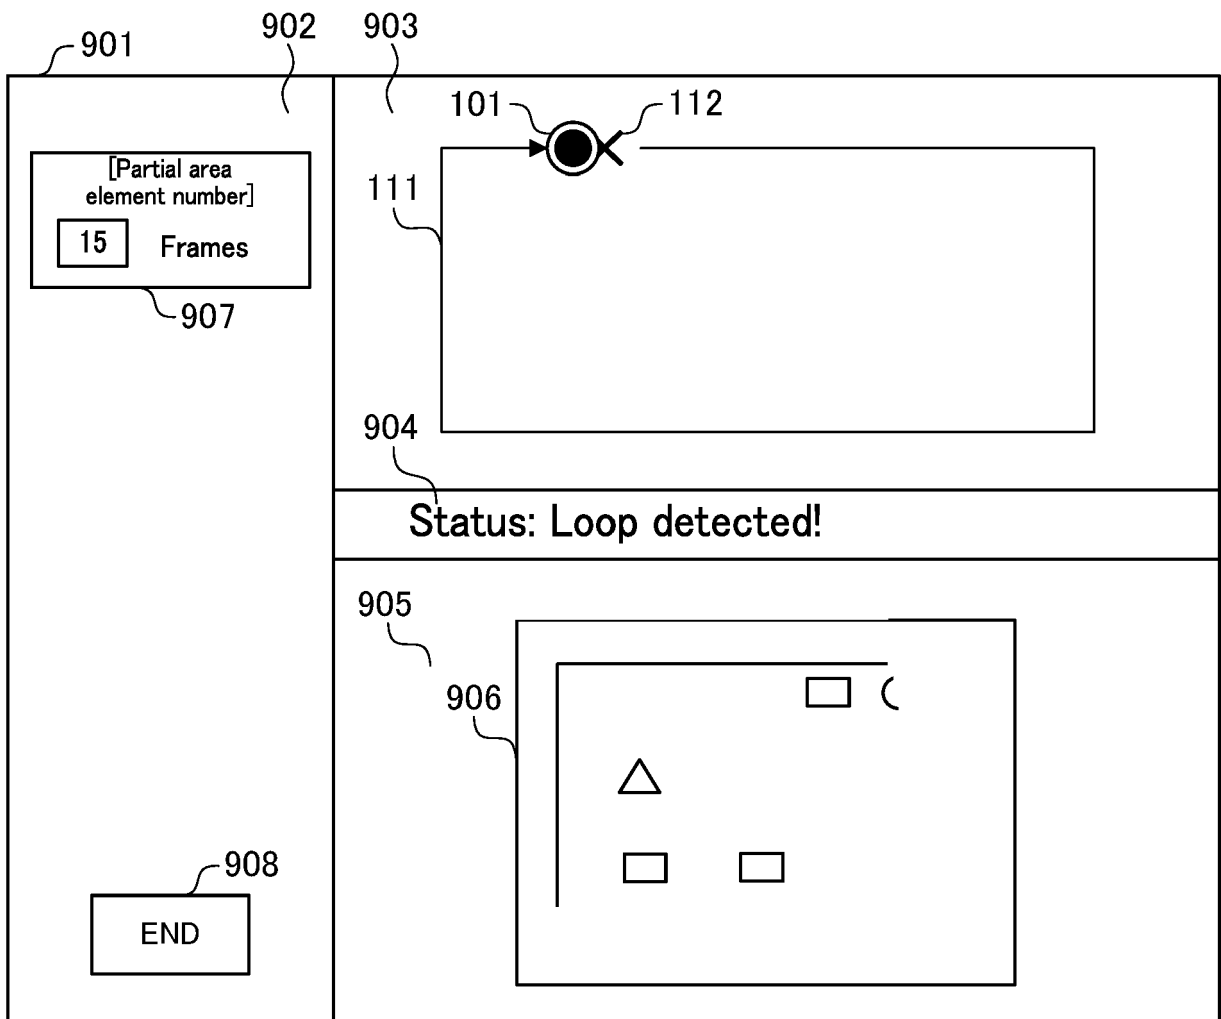 901
902
903
101
112
[Partial area
element number]
15 Frames
907
111
904
Status: Loop detected!
905
906
908
END